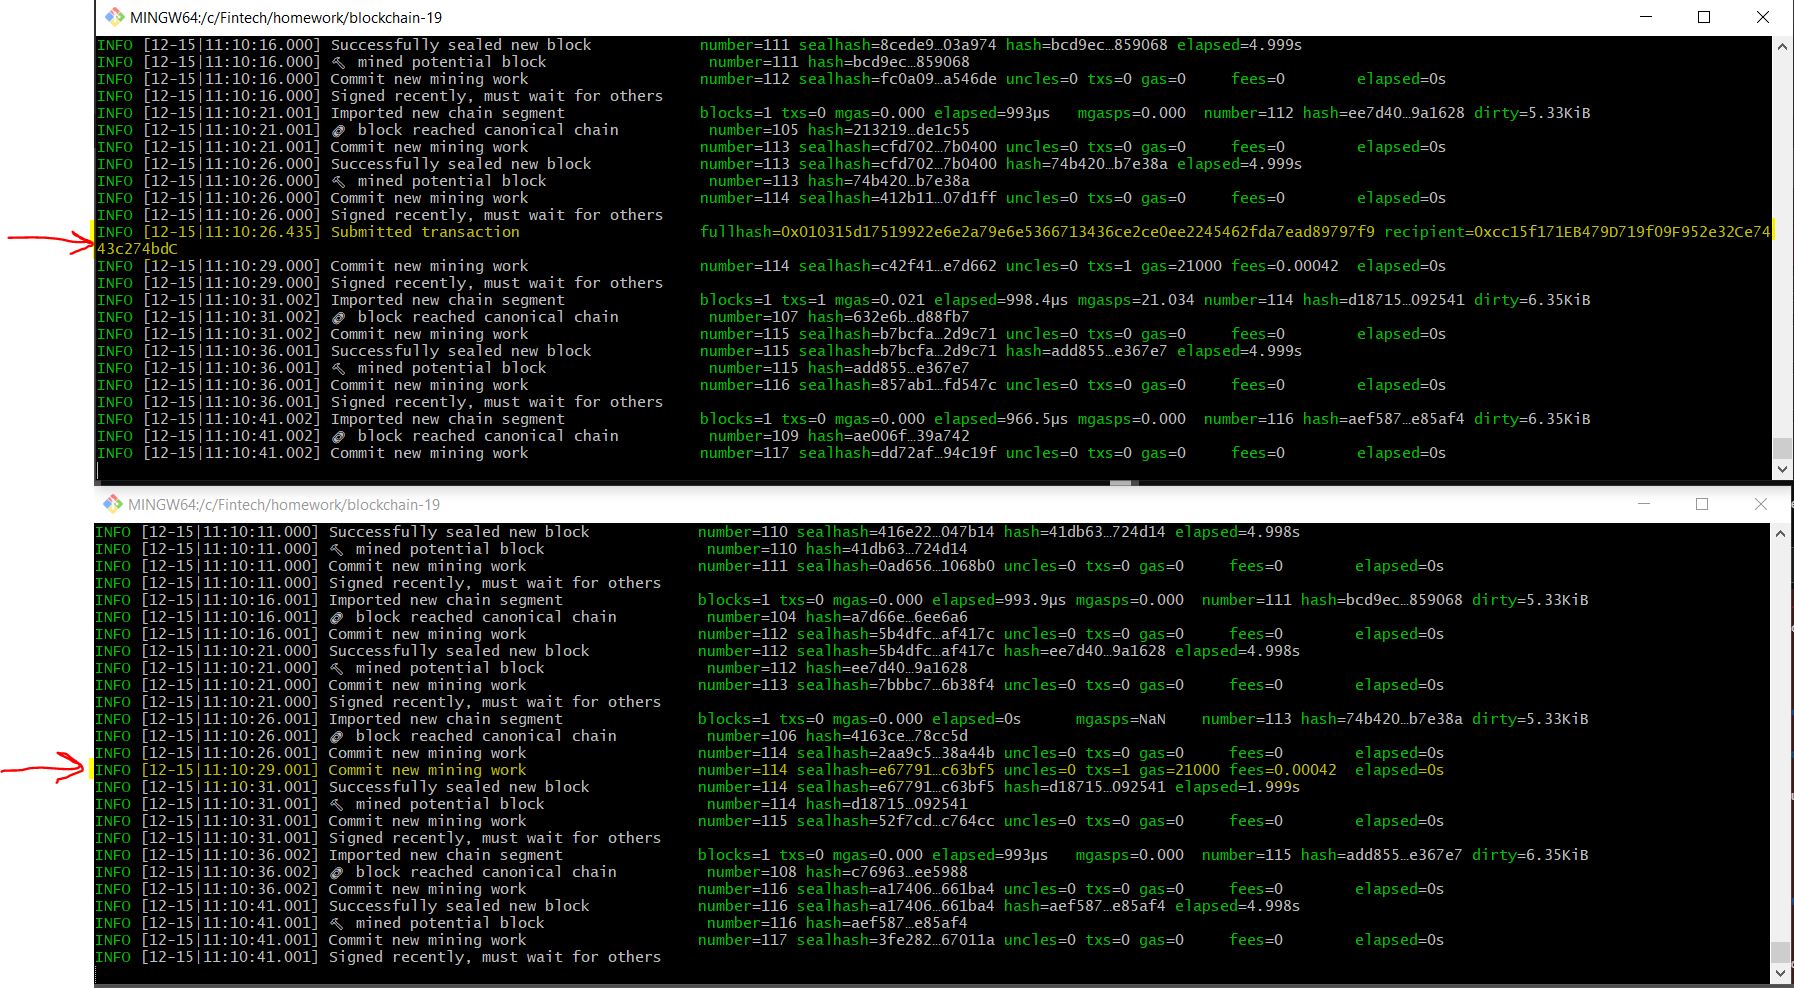 MINGW64:/c/Fintech/homework/blockchain-19
INFO [12-15|11:10:16.000] Successfully sealed new block number=111 sealhash=8cede9…03a974 hash=bcd9ec…859068 elapsed=4.999s
INFO [12-15|11:10:16.000] 🔨 mined potential block number=111 hash=bcd9ec…859068
INFO [12-15|11:10:16.000] Commit new mining work number=112 sealhash=fc0a09…a546de uncles=0 txs=0 gas=0 fees=0 elapsed=0s
INFO [12-15|11:10:16.000] Signed recently, must wait for others
INFO [12-15|11:10:21.001] Imported new chain segment blocks=1 txs=0 mgas=0.000 elapsed=993µs mgasps=0.000 number=112 hash=ee7d40…9a1628 dirty=5.33KiB
INFO [12-15|11:10:21.001] 🔗 block reached canonical chain number=105 hash=213219…de1c55
INFO [12-15|11:10:21.001] Commit new mining work number=113 sealhash=cfd702…7b0400 uncles=0 txs=0 gas=0 fees=0 elapsed=0s
INFO [12-15|11:10:26.000] Successfully sealed new block number=113 sealhash=cfd702…7b0400 hash=74b420…b7e38a elapsed=4.999s
INFO [12-15|11:10:26.000] 🔨 mined potential block number=113 hash=74b420…b7e38a
INFO [12-15|11:10:26.000] Commit new mining work number=114 sealhash=412b11…07d1ff uncles=0 txs=0 gas=0 fees=0 elapsed=0s
INFO [12-15|11:10:26.000] Signed recently, must wait for others
INFO [12-15|11:10:26.435] Submitted transaction fullhash=0x010315d17519922e6e2a79e6e5366713436ce2ce0ee2245462fda7ead89797f9 recipient=0xcc15f171EB479D719f09F952e32Ce74
43c274bdC
INFO [12-15|11:10:29.000] Commit new mining work number=114 sealhash=c42f41…e7d662 uncles=0 txs=1 gas=21000 fees=0.00042 elapsed=0s
INFO [12-15|11:10:29.000] Signed recently, must wait for others
INFO [12-15|11:10:31.002] Imported new chain segment blocks=1 txs=1 mgas=0.021 elapsed=998.4µs mgasps=21.034 number=114 hash=d18715…092541 dirty=6.35KiB
INFO [12-15|11:10:31.002] 🔗 block reached canonical chain number=107 hash=632e6b…d88fb7
INFO [12-15|11:10:31.002] Commit new mining work number=115 sealhash=b7bcfa…2d9c71 uncles=0 txs=0 gas=0 fees=0 elapsed=0s
INFO [12-15|11:10:36.001] Successfully sealed new block number=115 sealhash=b7bcfa…2d9c71 hash=add855…e367e7 elapsed=4.999s
INFO [12-15|11:10:36.001] 🔨 mined potential block number=115 hash=add855…e367e7
INFO [12-15|11:10:36.001] Commit new mining work number=116 sealhash=857ab1…fd547c uncles=0 txs=0 gas=0 fees=0 elapsed=0s
INFO [12-15|11:10:36.001] Signed recently, must wait for others
INFO [12-15|11:10:41.002] Imported new chain segment blocks=1 txs=0 mgas=0.000 elapsed=966.5µs mgasps=0.000 number=116 hash=aef587…e85af4 dirty=6.35KiB
INFO [12-15|11:10:41.002] 🔗 block reached canonical chain number=109 hash=ae006f…39a742
INFO [12-15|11:10:41.002] Commit new mining work number=117 sealhash=dd72af…94c19f uncles=0 txs=0 gas=0 fees=0 elapsed=0s
MINGW64:/c/Fintech/homework/blockchain-19
INFO [12-15|11:10:11.000] Successfully sealed new block number=110 sealhash=416e22…047b14 hash=41db63…724d14 elapsed=4.998s
INFO [12-15|11:10:11.000] 🔨 mined potential block number=110 hash=41db63…724d14
INFO [12-15|11:10:11.000] Commit new mining work number=111 sealhash=0ad656…1068b0 uncles=0 txs=0 gas=0 fees=0 elapsed=0s
INFO [12-15|11:10:11.000] Signed recently, must wait for others
INFO [12-15|11:10:16.001] Imported new chain segment blocks=1 txs=0 mgas=0.000 elapsed=993.9µs mgasps=0.000 number=111 hash=bcd9ec…859068 dirty=5.33KiB
INFO [12-15|11:10:16.001] 🔗 block reached canonical chain number=104 hash=a7d66e…6ee6a6
INFO [12-15|11:10:16.001] Commit new mining work number=112 sealhash=5b4dfc…af417c uncles=0 txs=0 gas=0 fees=0 elapsed=0s
INFO [12-15|11:10:21.000] Successfully sealed new block number=112 sealhash=5b4dfc…af417c hash=ee7d40…9a1628 elapsed=4.998s
INFO [12-15|11:10:21.000] 🔨 mined potential block number=112 hash=ee7d40…9a1628
INFO [12-15|11:10:21.000] Commit new mining work number=113 sealhash=7bbbc7…6b38f4 uncles=0 txs=0 gas=0 fees=0 elapsed=0s
INFO [12-15|11:10:21.000] Signed recently, must wait for others
INFO [12-15|11:10:26.001] Imported new chain segment blocks=1 txs=0 mgas=0.000 elapsed=0s mgasps=NaN number=113 hash=74b420…b7e38a dirty=5.33KiB
INFO [12-15|11:10:26.001] 🔗 block reached canonical chain number=106 hash=4163ce…78cc5d
INFO [12-15|11:10:26.001] Commit new mining work number=114 sealhash=2aa9c5…38a44b uncles=0 txs=0 gas=0 fees=0 elapsed=0s
INFO [12-15|11:10:29.001] Commit new mining work number=114 sealhash=e67791…c63bf5 uncles=0 txs=1 gas=21000 fees=0.00042 elapsed=0s
INFO [12-15|11:10:31.001] Successfully sealed new block number=114 sealhash=e67791…c63bf5 hash=d18715…092541 elapsed=1.999s
INFO [12-15|11:10:31.001] 🔨 mined potential block number=114 hash=d18715…092541
INFO [12-15|11:10:31.001] Commit new mining work number=115 sealhash=52f7cd…c764cc uncles=0 txs=0 gas=0 fees=0 elapsed=0s
INFO [12-15|11:10:31.001] Signed recently, must wait for others
INFO [12-15|11:10:36.002] Imported new chain segment blocks=1 txs=0 mgas=0.000 elapsed=993µs mgasps=0.000 number=115 hash=add855…e367e7 dirty=6.35KiB
INFO [12-15|11:10:36.002] 🔗 block reached canonical chain number=108 hash=c76963…ee5988
INFO [12-15|11:10:36.002] Commit new mining work number=116 sealhash=a17406…661ba4 uncles=0 txs=0 gas=0 fees=0 elapsed=0s
INFO [12-15|11:10:41.001] Successfully sealed new block number=116 sealhash=a17406…661ba4 hash=aef587…e85af4 elapsed=4.998s
INFO [12-15|11:10:41.001] 🔨 mined potential block number=116 hash=aef587…e85af4
INFO [12-15|11:10:41.001] Commit new mining work number=117 sealhash=3fe282…67011a uncles=0 txs=0 gas=0 fees=0 elapsed=0s
INFO [12-15|11:10:41.001] Signed recently, must wait for others